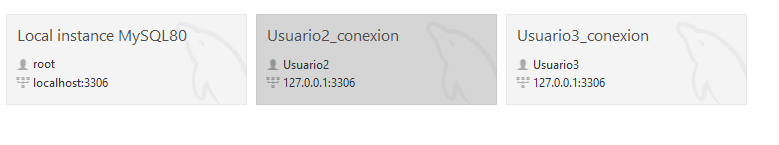 Local instance MySQL80
root
localhost:3306
Usuario2_conexion
Usuario2
127.0.0.1:3306
Usuario3_conexion
Usuario3
127.0.0.1:3306